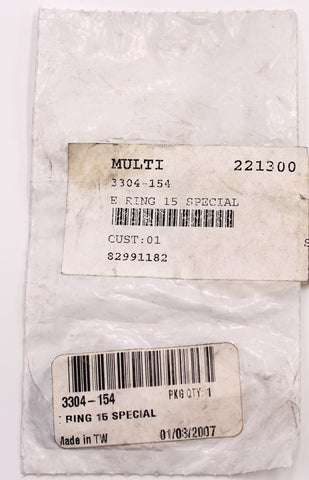 MULTI 221300
3304-154
E RING 15 SPECIAL
CUST:01
82991182
3304-154 PKG QTY: 1
RING 15 SPECIAL
Made in TW 01/08/2007